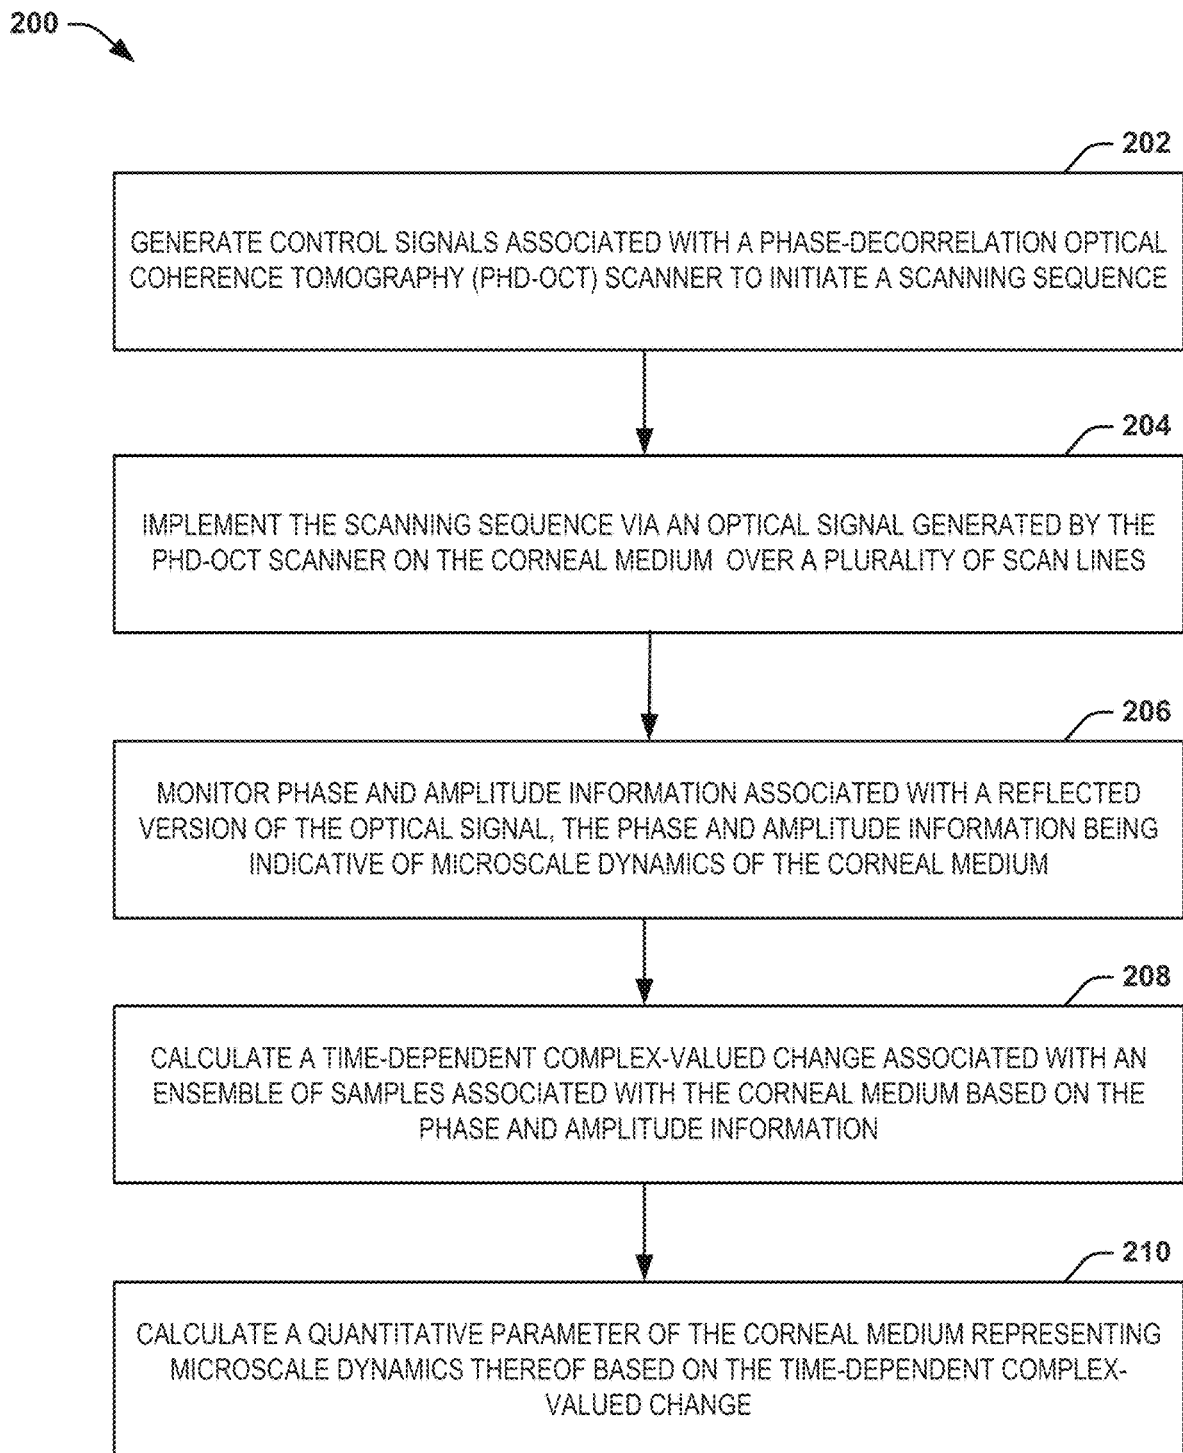 200
202
GENERATE CONTROL SIGNALS ASSOCIATED WITH A PHASE-DECORRELATION OPTICAL
COHERENCE TOMOGRAPHY (PHD-OCT) SCANNER TO INITIATE A SCANNING SEQUENCE
204
IMPLEMENT THE SCANNING SEQUENCE VIA AN OPTICAL SIGNAL GENERATED BY THE
PHD-OCT SCANNER ON THE CORNEAL MEDIUM OVER A PLURALITY OF SCAN LINES
206
MONITOR PHASE AND AMPLITUDE INFORMATION ASSOCIATED WITH A REFLECTED
VERSION OF THE OPTICAL SIGNAL, THE PHASE AND AMPLITUDE INFORMATION BEING
INDICATIVE OF MICROSCALE DYNAMICS OF THE CORNEAL MEDIUM
208
CALCULATE A TIME-DEPENDENT COMPLEX-VALUED CHANGE ASSOCIATED WITH AN
ENSEMBLE OF SAMPLES ASSOCIATED WITH THE CORNEAL MEDIUM BASED ON THE
PHASE AND AMPLITUDE INFORMATION
210
CALCULATE A QUANTITATIVE PARAMETER OF THE CORNEAL MEDIUM REPRESENTING
MICROSCALE DYNAMICS THEREOF BASED ON THE TIME-DEPENDENT COMPLEX-
VALUED CHANGE